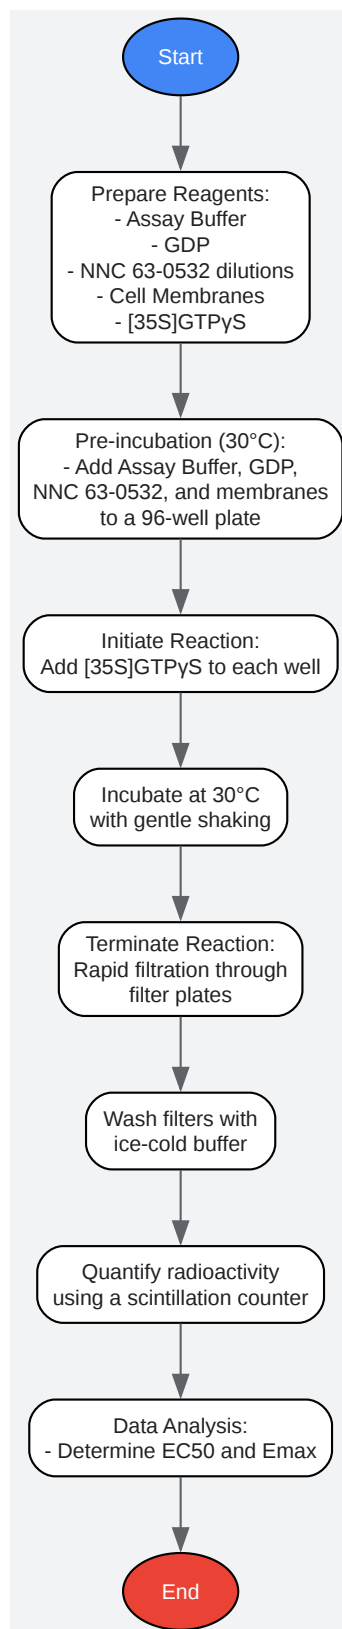 Start
Prepare Reagents:
- Assay Buffer
- GDP
- NNC 63-0532 dilutions
- Cell Membranes
- [35S]GTPγS
Pre-incubation (30°C):
- Add Assay Buffer, GDP,
NNC 63-0532, and membranes
to a 96-well plate
Initiate Reaction:
Add [35S]GTPγS to each well
Incubate at 30°C
with gentle shaking
Terminate Reaction:
Rapid filtration through
filter plates
Wash filters with
ice-cold buffer
Quantify radioactivity
using a scintillation counter
Data Analysis:
- Determine EC50 and Emax
End